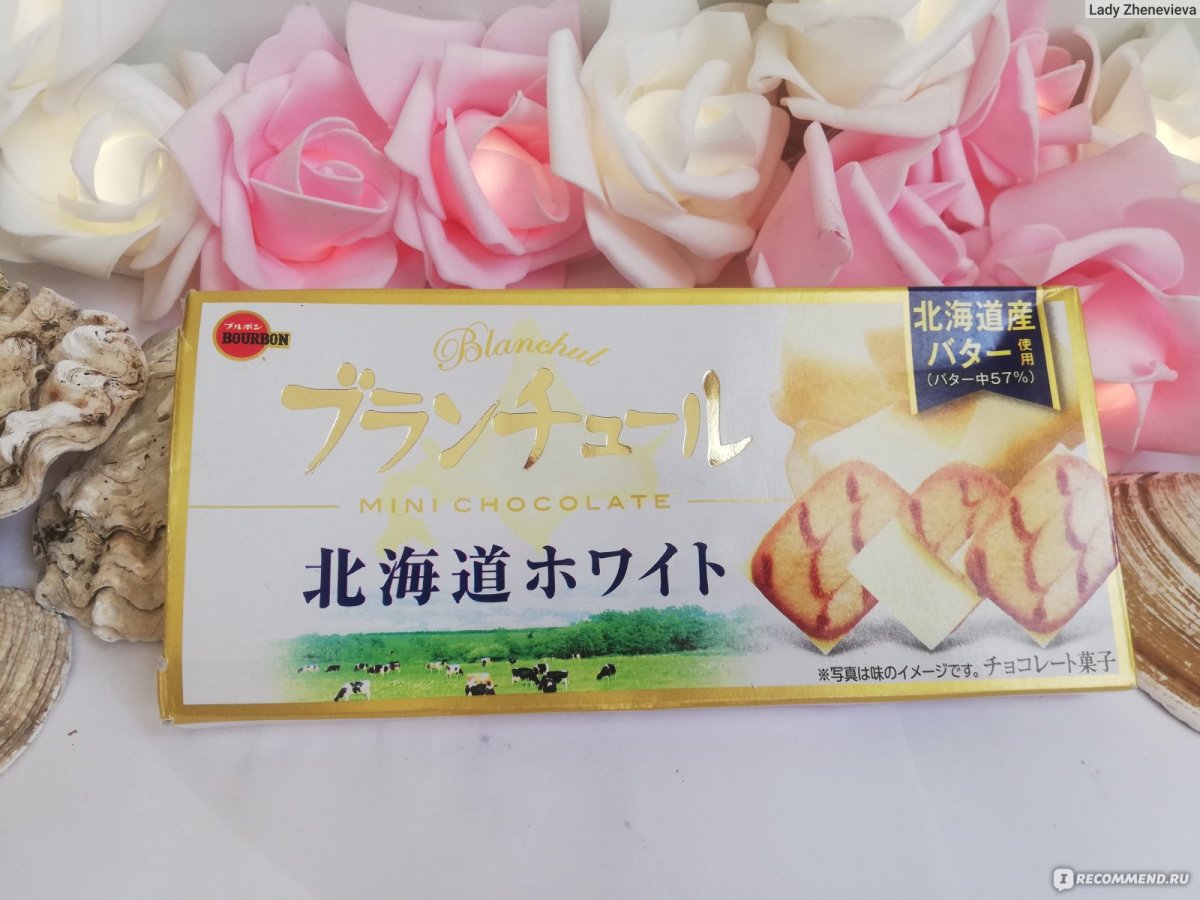 Lady Zhenevieva
ブルボン
BOURBON
Blanchul
ブランチュール
MINI CHOCOLATE
北海道ホワイト
北海道産
バター使用
(バター中57%)
※写真は味のイメージです。チョコレート菓子
IRECOMMEND.RU